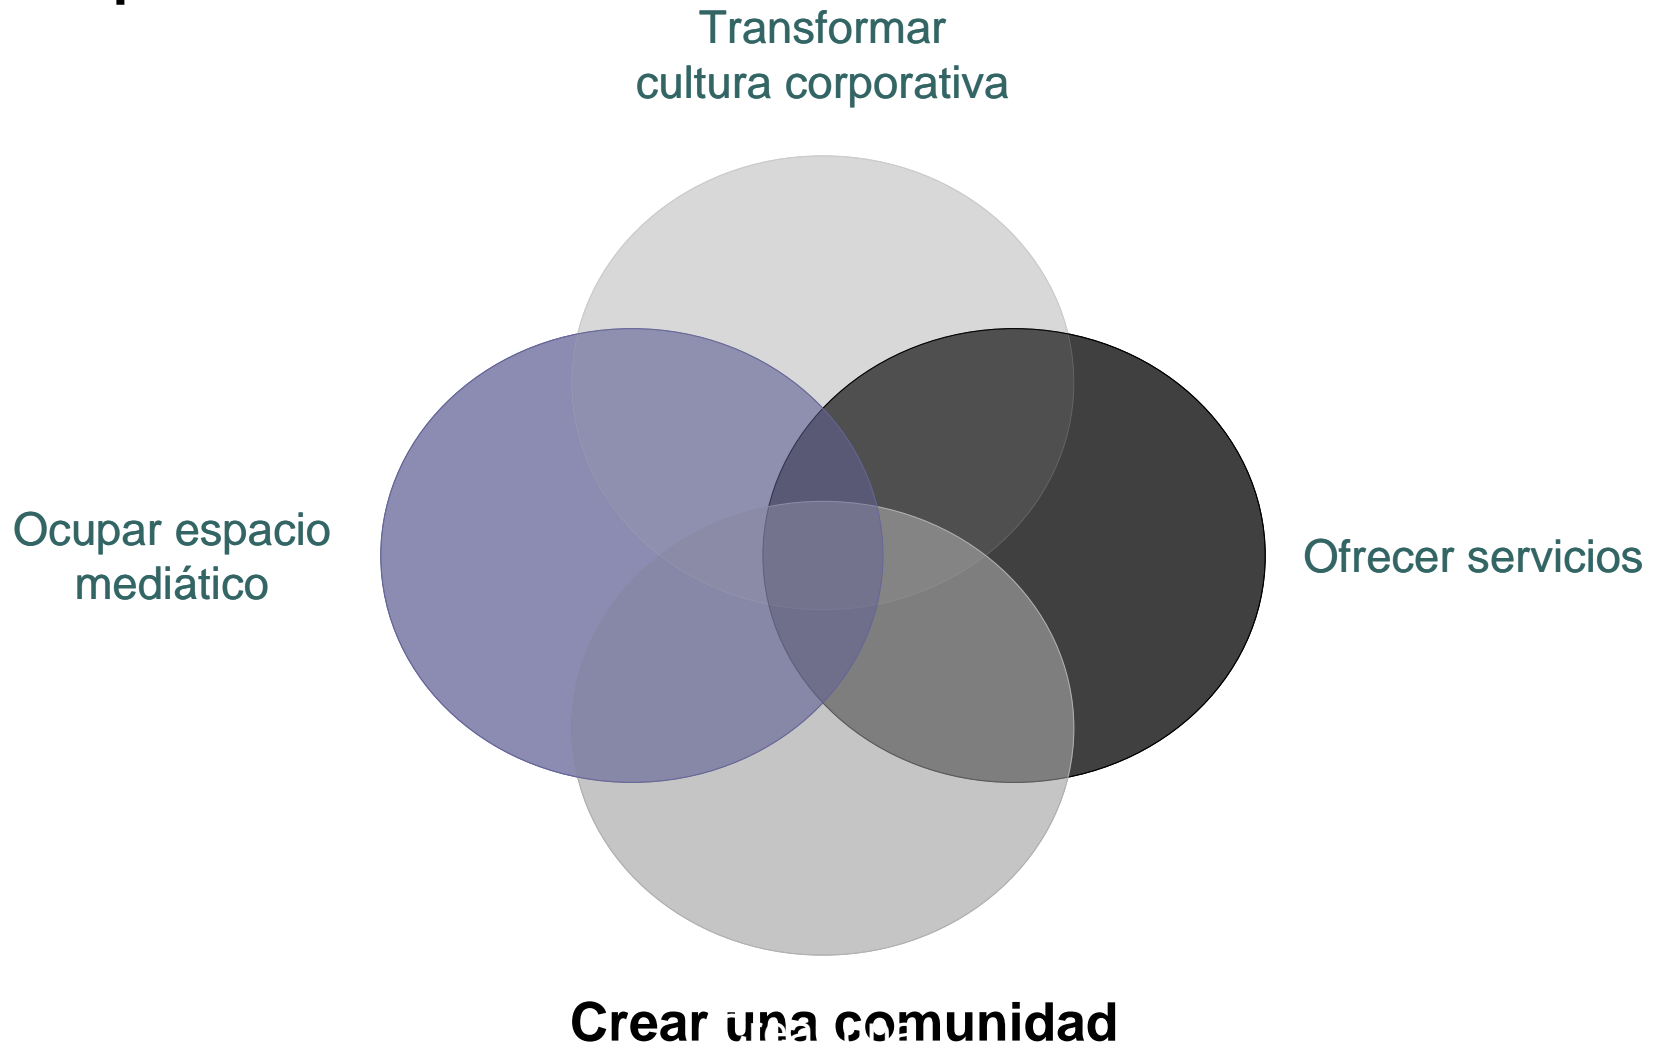 Transformar
cultura corporativa
Ocupar espacio
mediático
Ofrecer servicios
Crear una comunidad